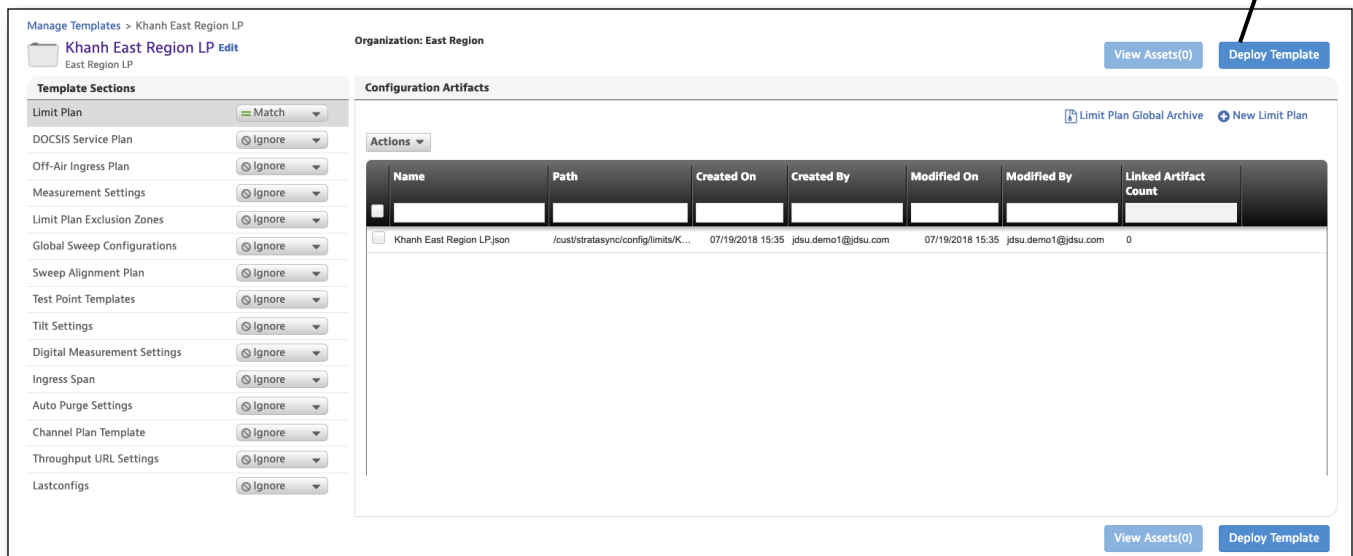 Manage Templates > Khanh East Region LP
Khanh East Region LP Edit
East Region LP
Organization: East Region
View Assets(0) Deploy Template
Template Sections
Configuration Artifacts
Limit Plan Match
DOCSIS Service Plan Ignore
Off-Air Ingress Plan Ignore
Measurement Settings Ignore
Limit Plan Exclusion Zones Ignore
Global Sweep Configurations Ignore
Sweep Alignment Plan Ignore
Test Point Templates Ignore
Tilt Settings Ignore
Digital Measurement Settings Ignore
Ingress Span Ignore
Auto Purge Settings Ignore
Channel Plan Template Ignore
Throughput URL Settings Ignore
Lastconfigs Ignore
Limit Plan Global Archive New Limit Plan
Actions
Name Path Created On Created By Modified On Modified By Linked Artifact Count
Khanh East Region LP.json /cust/stratasync/config/limits/K... 07/19/2018 15:35 jdsu.demo1@jdsu.com 07/19/2018 15:35 jdsu.demo1@jdsu.com 0
View Assets(0) Deploy Template